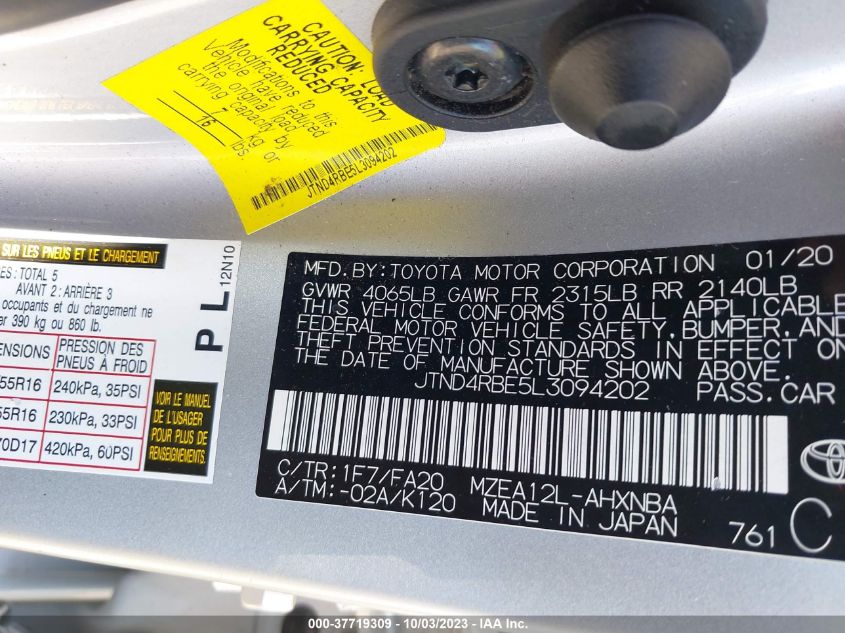 CAUTION: LOAD
CARRYING CAPACITY
REDUCED
Modifications to this
Vehicle have reduced
the original load
carrying capacity by
kg or
16 lbs.
JTND4RBE5L3094202
SUR LES PNEUS ET LE CHARGEMENT
ES: TOTAL 5
AVANT 2: ARRIÈRE 3
occupants et du chargement ne
er 390 kg ou 860 lb.
ENSIONS PRESSION DES
PNEUS À FROID
55R16 240kPa, 35PSI
55R16 230kPa, 33PSI
70D17 420kPa, 60PSI
VOIR LE MANUEL
DE L'USAGER
POUR PLUS DE
RENSEIGNEMENTS.
P L 12N10
MFD.BY:TOYOTA MOTOR CORPORATION 01/20
GVWR 4065LB GAWR FR 2315LB RR 2140LB
THIS VEHICLE CONFORMS TO ALL APPLICABLE
FEDERAL MOTOR VEHICLE SAFETY, BUMPER, AND
THEFT PREVENTION STANDARDS IN EFFECT ON
THE DATE OF MANUFACTURE SHOWN ABOVE.
JTND4RBE5L3094202 PASS.CAR
C/TR:1F7/FA20 MZEA12L-AHXNBA
A/TM:-02A/K120 MADE IN JAPAN 761 C
TOYOTA
000-37719309 - 10/03/2023 - IAA Inc.